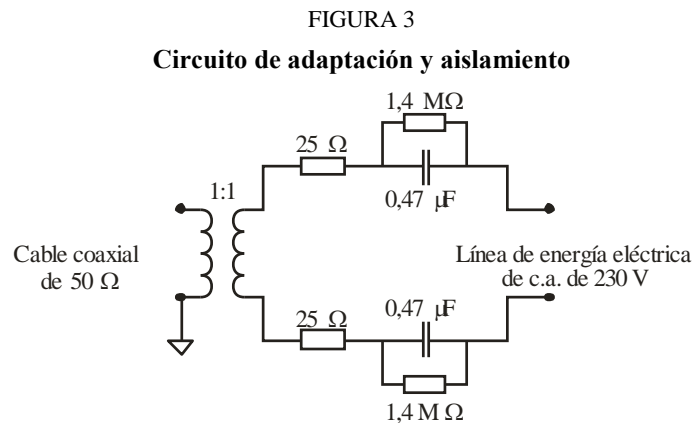 FIGURA 3
Circuito de adaptación y aislamiento
1,4 MΩ
25 Ω
1:1
0,47 µF
Cable coaxial
de 50 Ω
Línea de energía eléctrica
de c.a. de 230 V
0,47 µF
25 Ω
1,4 M Ω